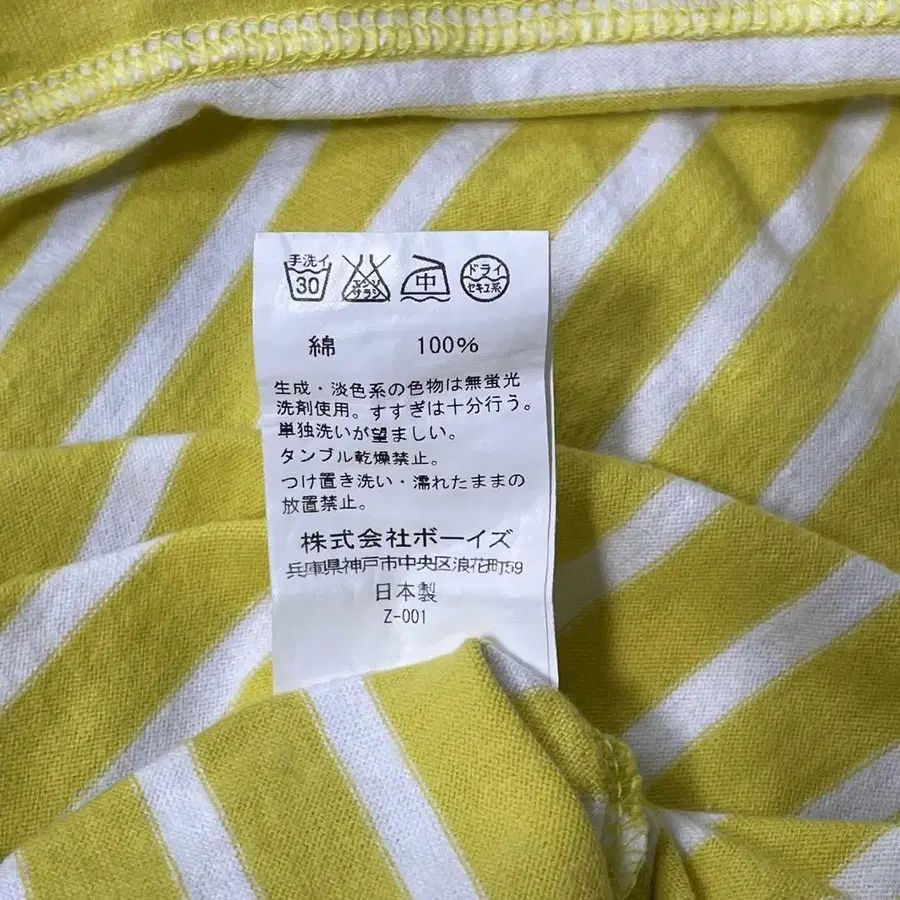 手洗イ 30 エンソサラシ 中 ドライ セキユ系
綿 100%
生成・淡色系の色物は無蛍光
洗剤使用。すすぎは十分行う。
単独洗いが望ましい。
タンブル乾燥禁止。
つけ置き洗い・濡れたままの
放置禁止。
株式会社ボーイズ
兵庫県神戸市中央区浪花町59
日本製
Z-001